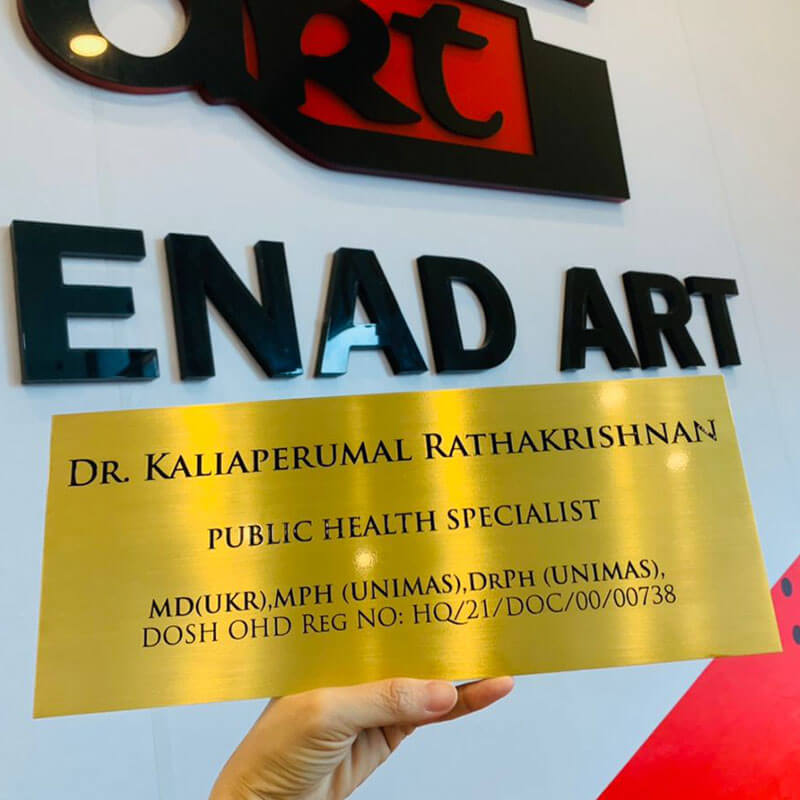 art
ENAD ART
DR. KALIAPERUMAL RATHAKRISHNAN
PUBLIC HEALTH SPECIALIST
MD(UKR),MPH (UNIMAS),DRPH (UNIMAS),
DOSH OHD REG NO: HQ/21/DOC/00/00738